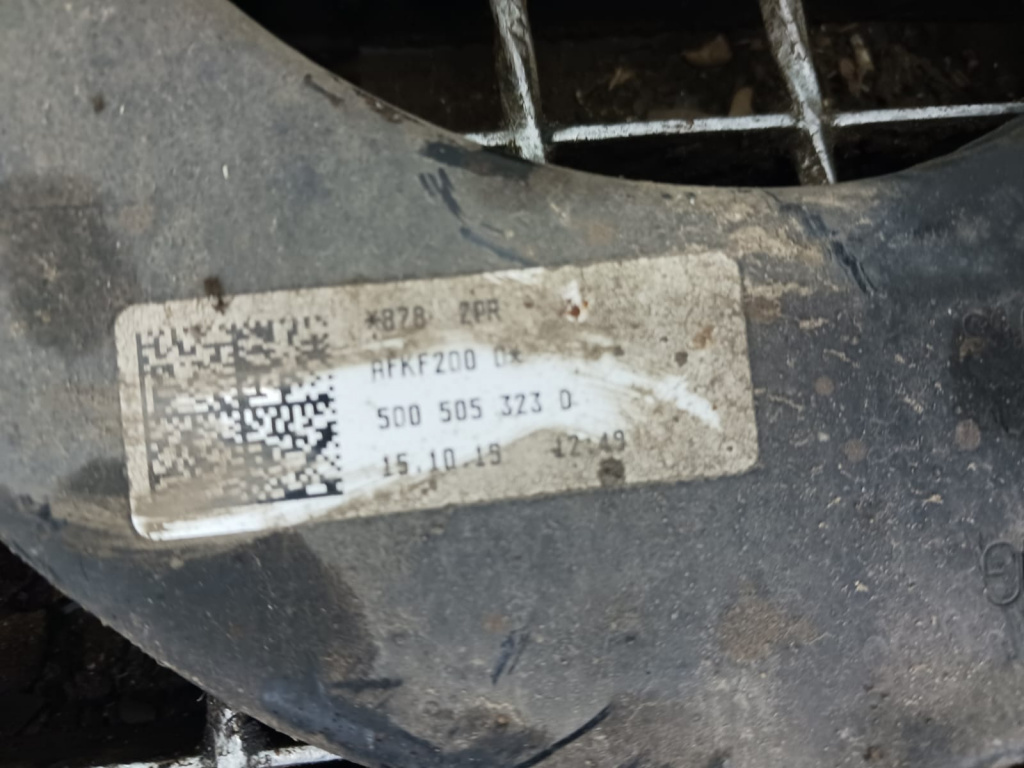 *878 ZPR
AFKF200 0*
500 505 323 D
15.10.19 12:49